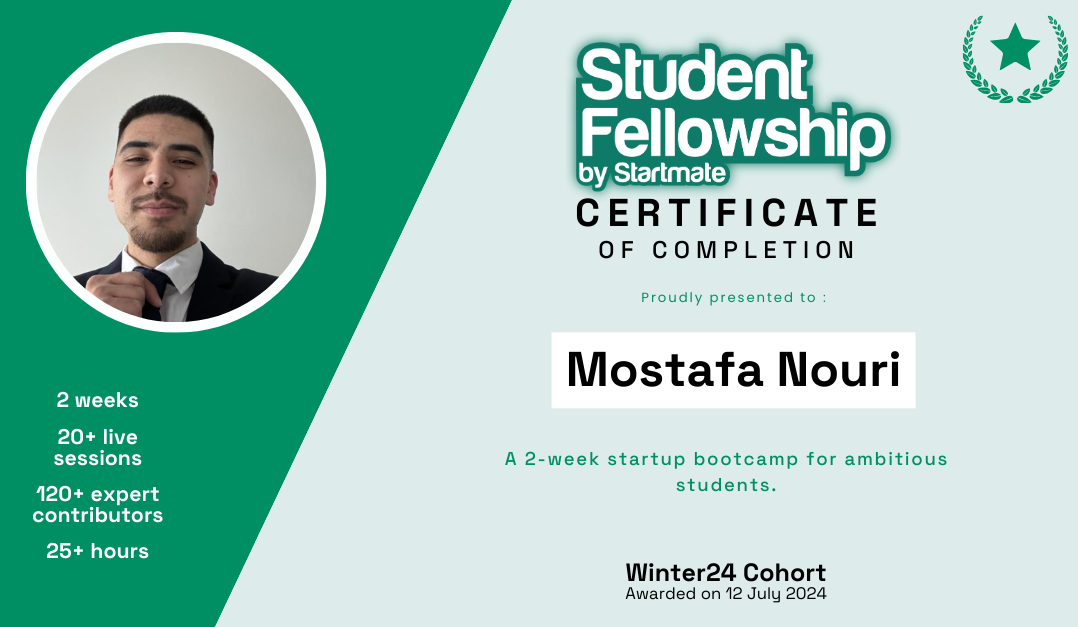 Student
Fellowship
by Startmate
CERTIFICATE
OF COMPLETION
Proudly presented to :
Mostafa Nouri
A 2-week startup bootcamp for ambitious
students.
Winter24 Cohort
Awarded on 12 July 2024
2 weeks
20+ live
sessions
120+ expert
contributors
25+ hours